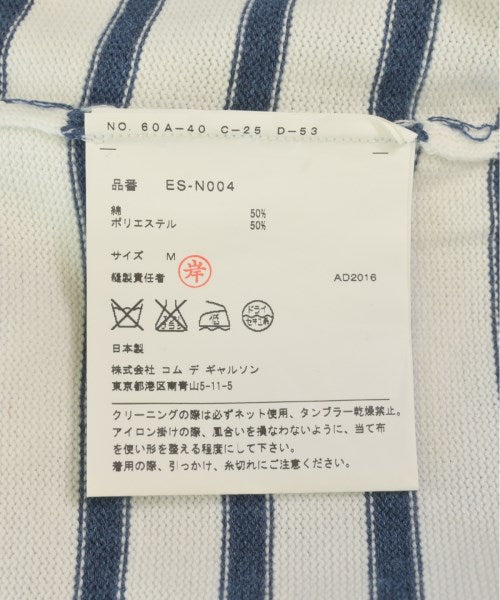 NO. 60A-40 C-25 D-53
品番 ES-N004
綿 50%
ポリエステル 50%
サイズ M
縫製責任者 岸 AD2016
ドライ
セキユ系
日本製
株式会社 コム デ ギャルソン
東京都港区南青山5-11-5
クリーニングの際は必ずネット使用、タンブラー乾燥禁止。
アイロン掛けの際、風合いを損なわないように、当て布
を使い形を整える程度にして下さい。
着用の際、引っかけ、糸切れにご注意ください。